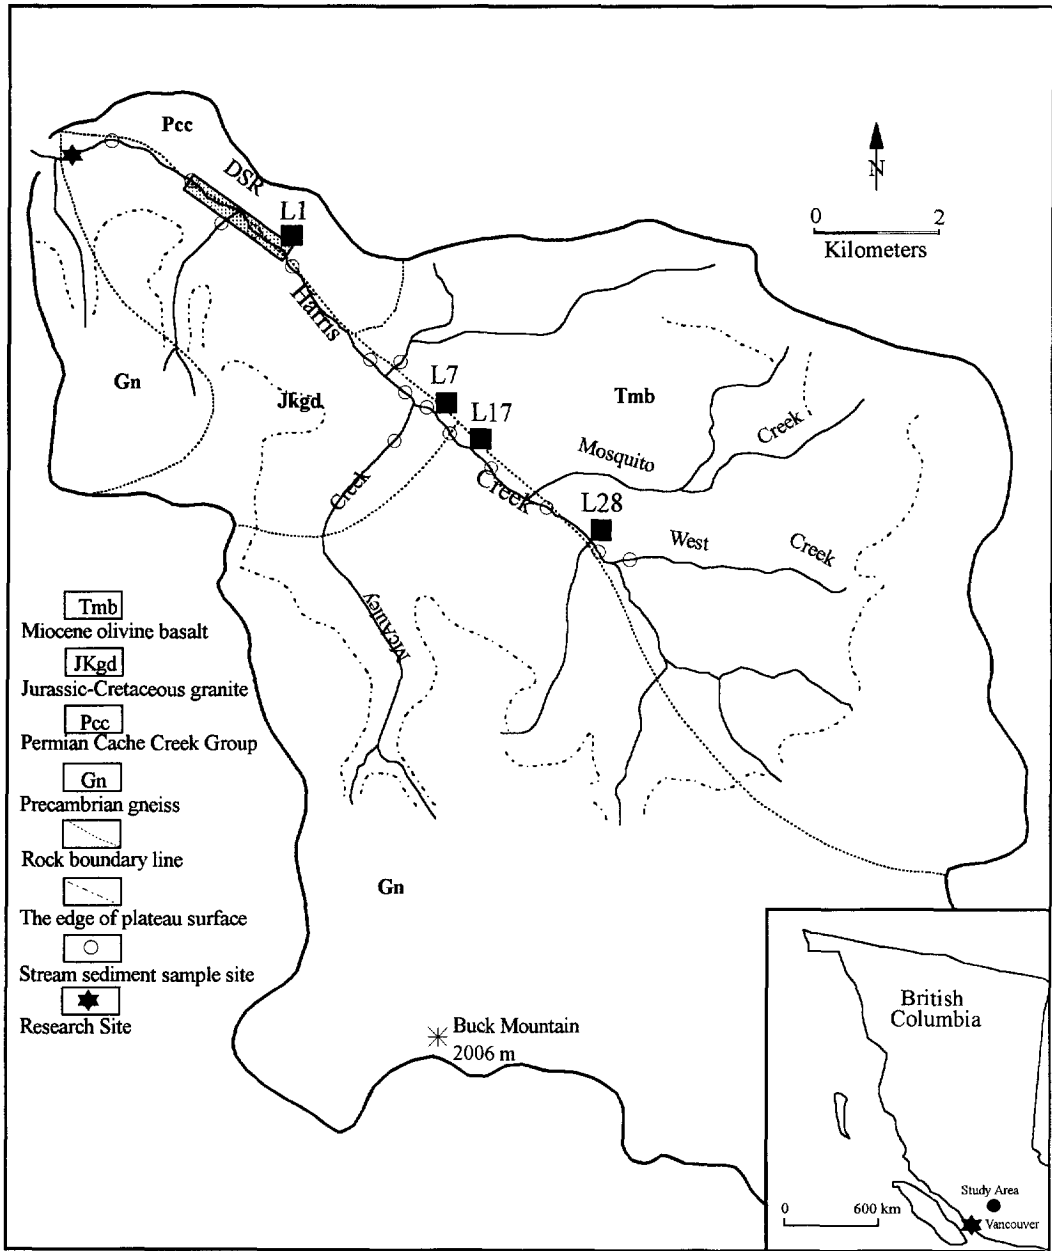 Pcc
DSR
N
L1
0 2
Kilometers
Harris
L7
Gn
Jkgd
Tmb
L17
Creek
Mosquito
Creek
Creek
L28
West
Creek
McAuley
Tmb
Miocene olivine basalt
JKgd
Jurassic-Cretaceous granite
Pcc
Permian Cache Creek Group
Gn
Precambrian gneiss
Rock boundary line
The edge of plateau surface
Stream sediment sample site
Research Site
Gn
Buck Mountain
2006 m
British
Columbia
Study Area
0 600 km
Vancouver